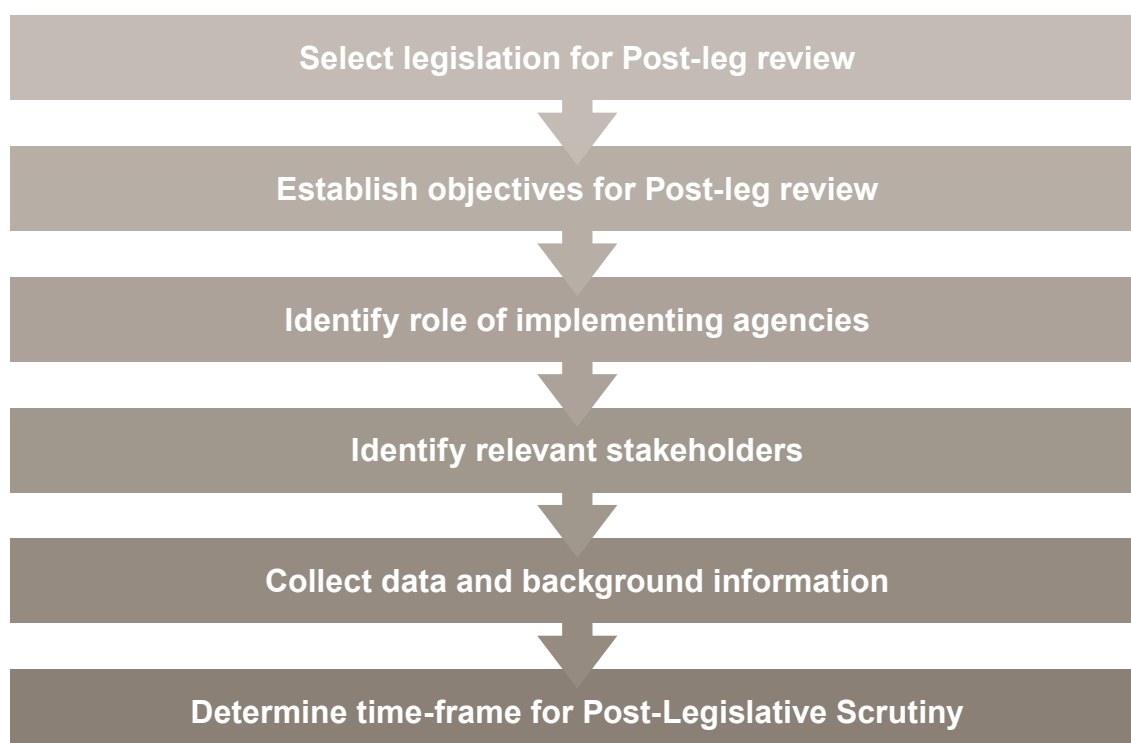 Select legislation for Post-leg review
Establish objectives for Post-leg review
Identify role of implementing agencies
Identify relevant stakeholders
Collect data and background information
Determine time-frame for Post-Legislative Scrutiny